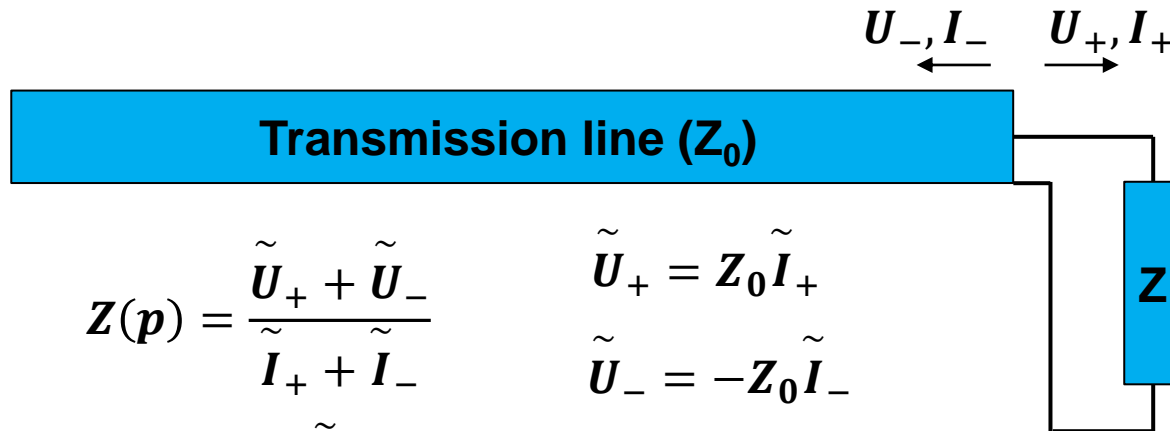 U₋, I₋ U₊, I₊
Transmission line (Z₀)
Z(p) = (Ũ₊ + Ũ₋) / (Ĩ₊ + Ĩ₋)
Ũ₊ = Z₀Ĩ₊
Ũ₋ = −Z₀Ĩ₋
Z
~